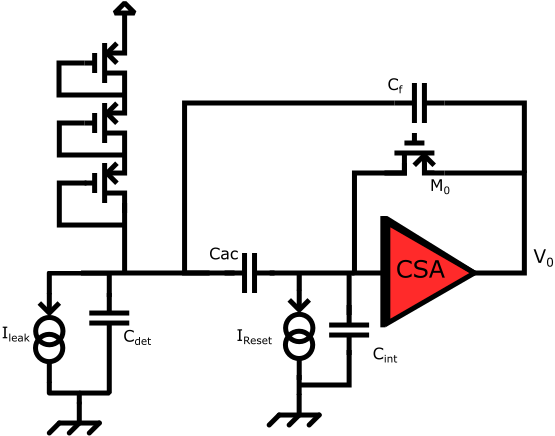 C_f
M_0
Cac
CSA
V_0
I_leak
C_det
I_Reset
C_int